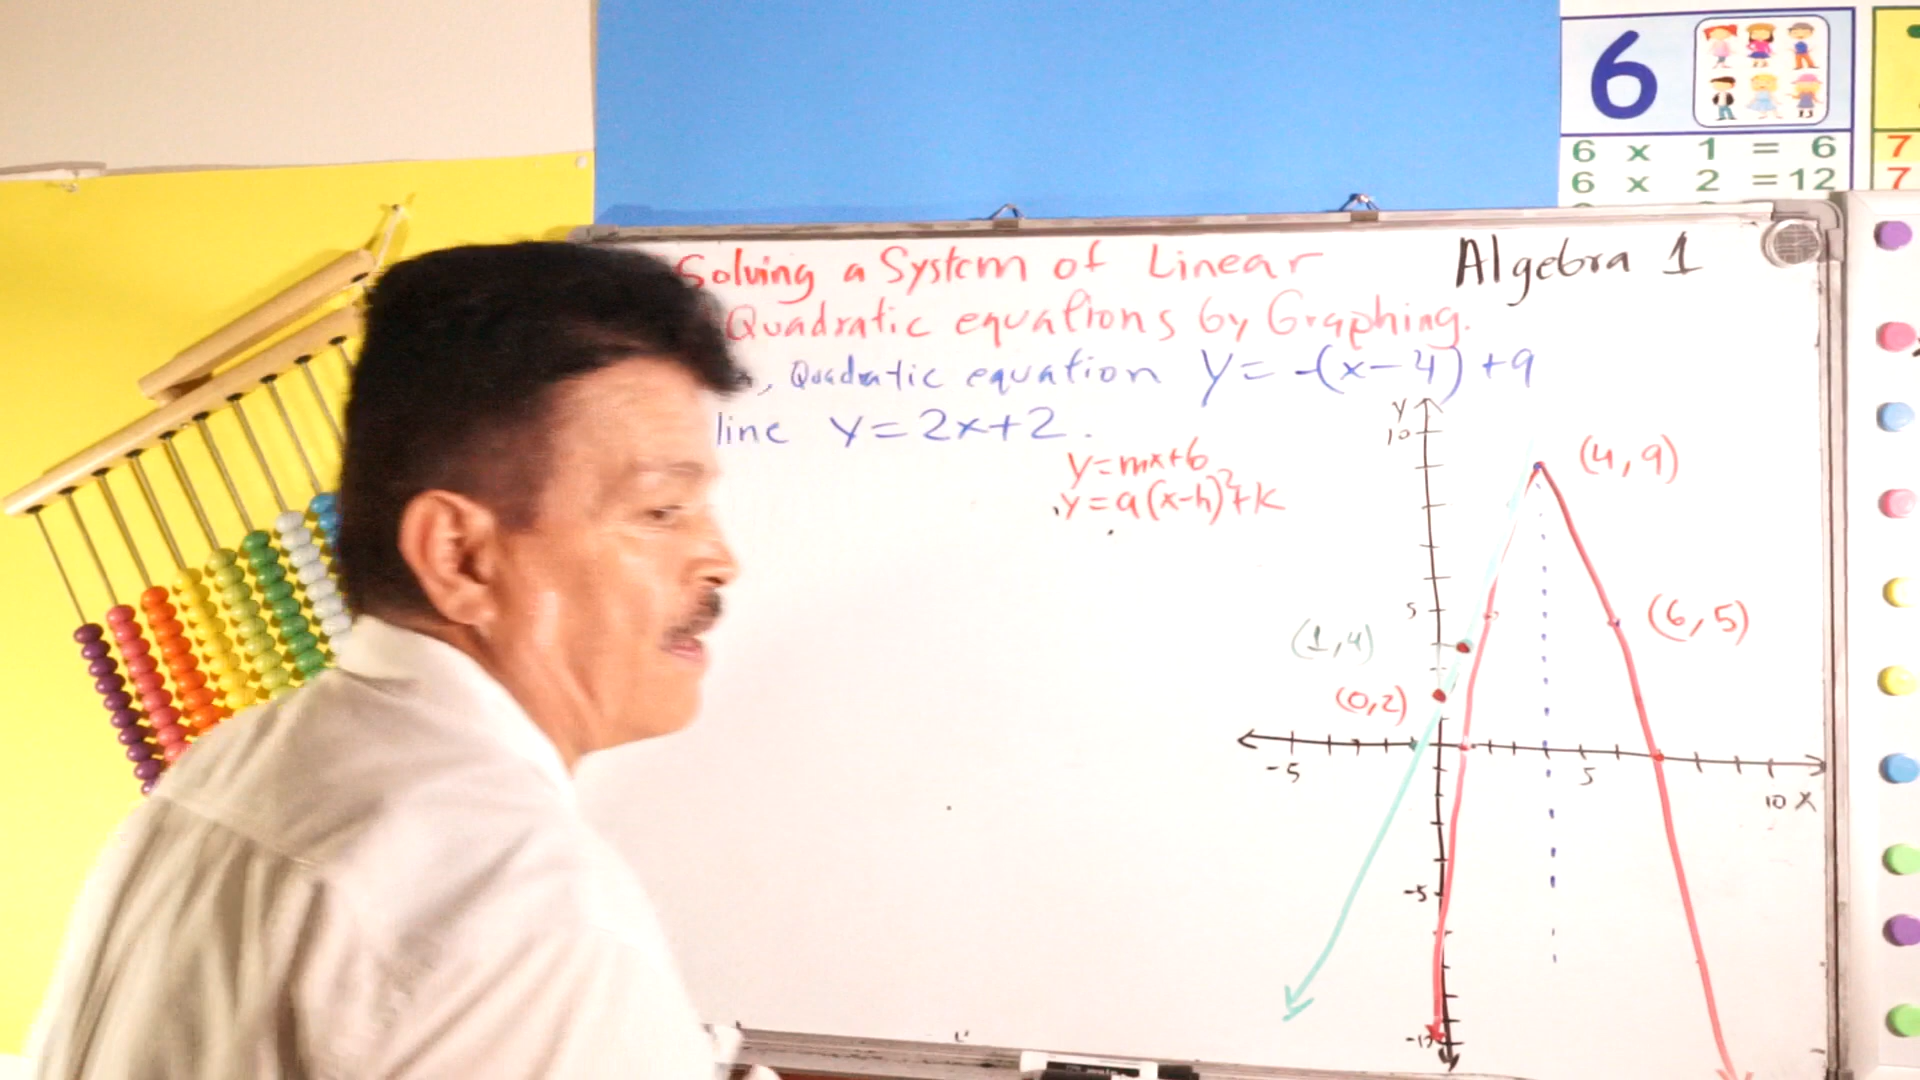 6
6 x 1 = 6
7
6 x 2 = 12
7
Solving a System of Linear
Algebra 1
Quadratic equations by Graphing.
, Quadratic equation y = -(x-4) + 9
line y = 2x+2.
y=mx+b
y=a(x-h)²+k
y
10
(4,9)
5
(6,5)
(1,4)
(0,2)
-5
5
10 x
-5